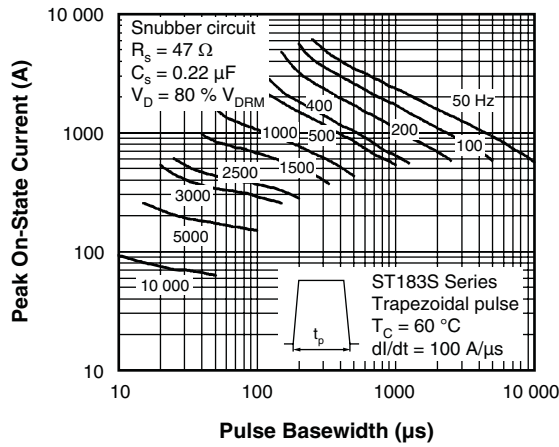 Peak On-State Current (A)
10 000
1000
100
10
Snubber circuit
Rs = 47 Ω
Cs = 0.22 µF
VD = 80 % VDRM
50 Hz
400
1000
500
200
100
2500
1500
3000
5000
10 000
tp
ST183S Series
Trapezoidal pulse
TC = 60 °C
dI/dt = 100 A/µs
10
100
1000
10 000
Pulse Basewidth (µs)